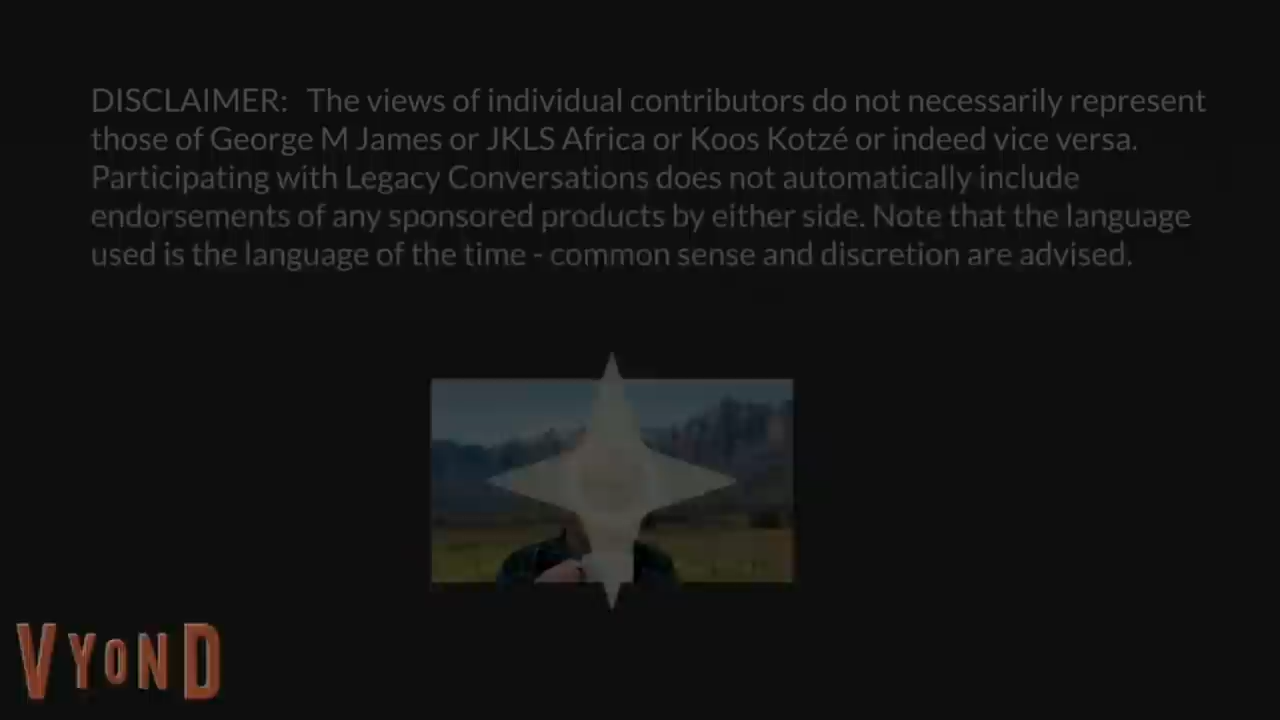 DISCLAIMER: The views of individual contributors do not necessarily represent
those of George M James or JKLS Africa or Koos Kotzé or indeed vice versa.
Participating with Legacy Conversations does not automatically include
endorsements of any sponsored products by either side. Note that the language
used is the language of the time - common sense and discretion are advised.
VYOND